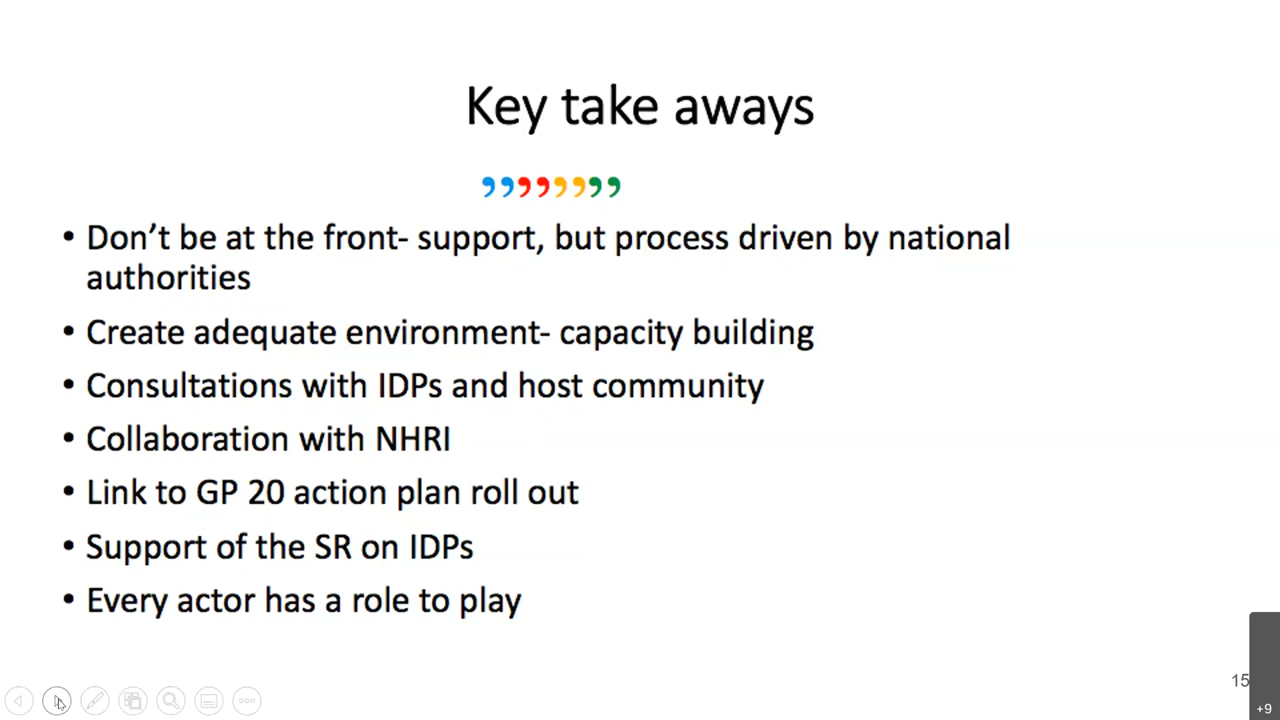 Key take aways
,,,,,,,,
• Don’t be at the front- support, but process driven by national
authorities
• Create adequate environment- capacity building
• Consultations with IDPs and host community
• Collaboration with NHRI
• Link to GP 20 action plan roll out
• Support of the SR on IDPs
• Every actor has a role to play
15
+9